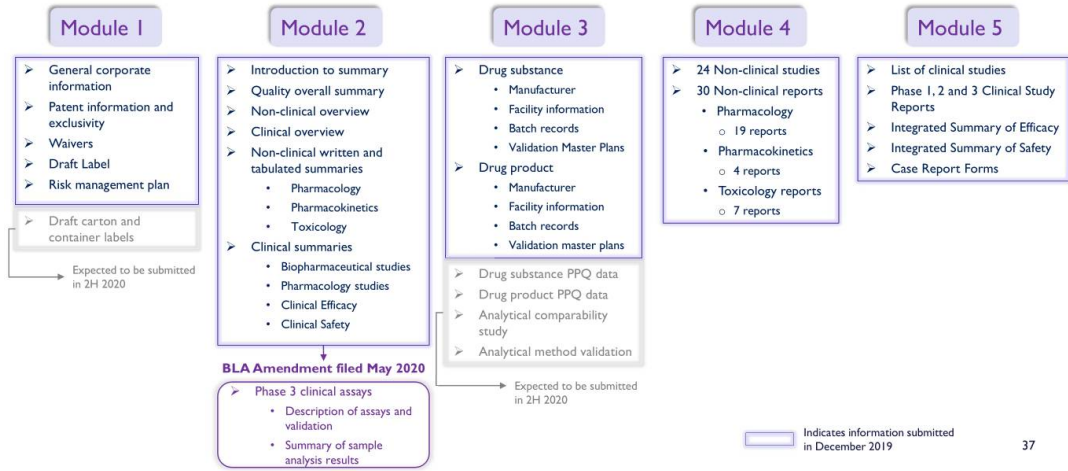 Module 1
➢ General corporate
information
➢ Patent information and
exclusivity
➢ Waivers
➢ Draft Label
➢ Risk management plan
➢ Draft carton and
container labels
Expected to be submitted
in 2H 2020
Module 2
➢ Introduction to summary
➢ Quality overall summary
➢ Non-clinical overview
➢ Clinical overview
➢ Non-clinical written and
tabulated summaries
• Pharmacology
• Pharmacokinetics
• Toxicology
➢ Clinical summaries
• Biopharmaceutical studies
• Pharmacology studies
• Clinical Efficacy
• Clinical Safety
BLA Amendment filed May 2020
➢ Phase 3 clinical assays
• Description of assays and
validation
• Summary of sample
analysis results
Module 3
➢ Drug substance
• Manufacturer
• Facility information
• Batch records
• Validation Master Plans
➢ Drug product
• Manufacturer
• Facility information
• Batch records
• Validation master plans
➢ Drug substance PPQ data
➢ Drug product PPQ data
➢ Analytical comparability
study
➢ Analytical method validation
Expected to be submitted
in 2H 2020
Module 4
➢ 24 Non-clinical studies
➢ 30 Non-clinical reports
• Pharmacology
o 19 reports
• Pharmacokinetics
o 4 reports
• Toxicology reports
o 7 reports
Module 5
➢ List of clinical studies
➢ Phase 1, 2 and 3 Clinical Study
Reports
➢ Integrated Summary of Efficacy
➢ Integrated Summary of Safety
➢ Case Report Forms
Indicates information submitted
in December 2019
37